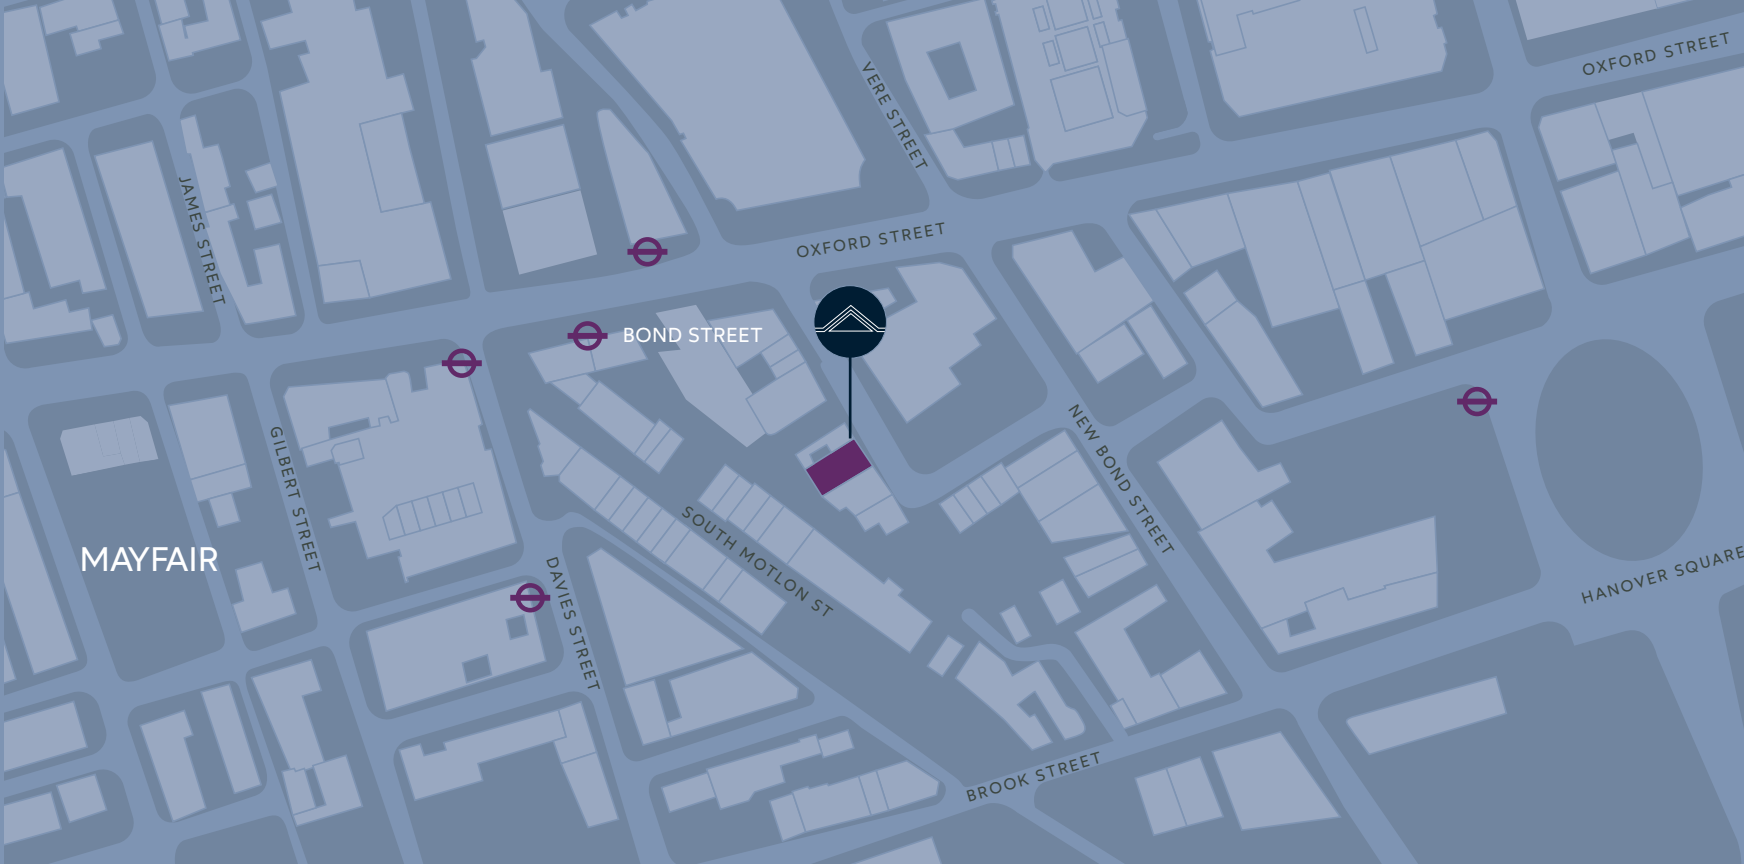 OXFORD STREET
VERE STREET
JAMES STREET
OXFORD STREET
BOND STREET
GILBERT STREET
NEW BOND STREET
MAYFAIR
SOUTH MOTLON ST
DAVIES STREET
HANOVER SQUARE
BROOK STREET